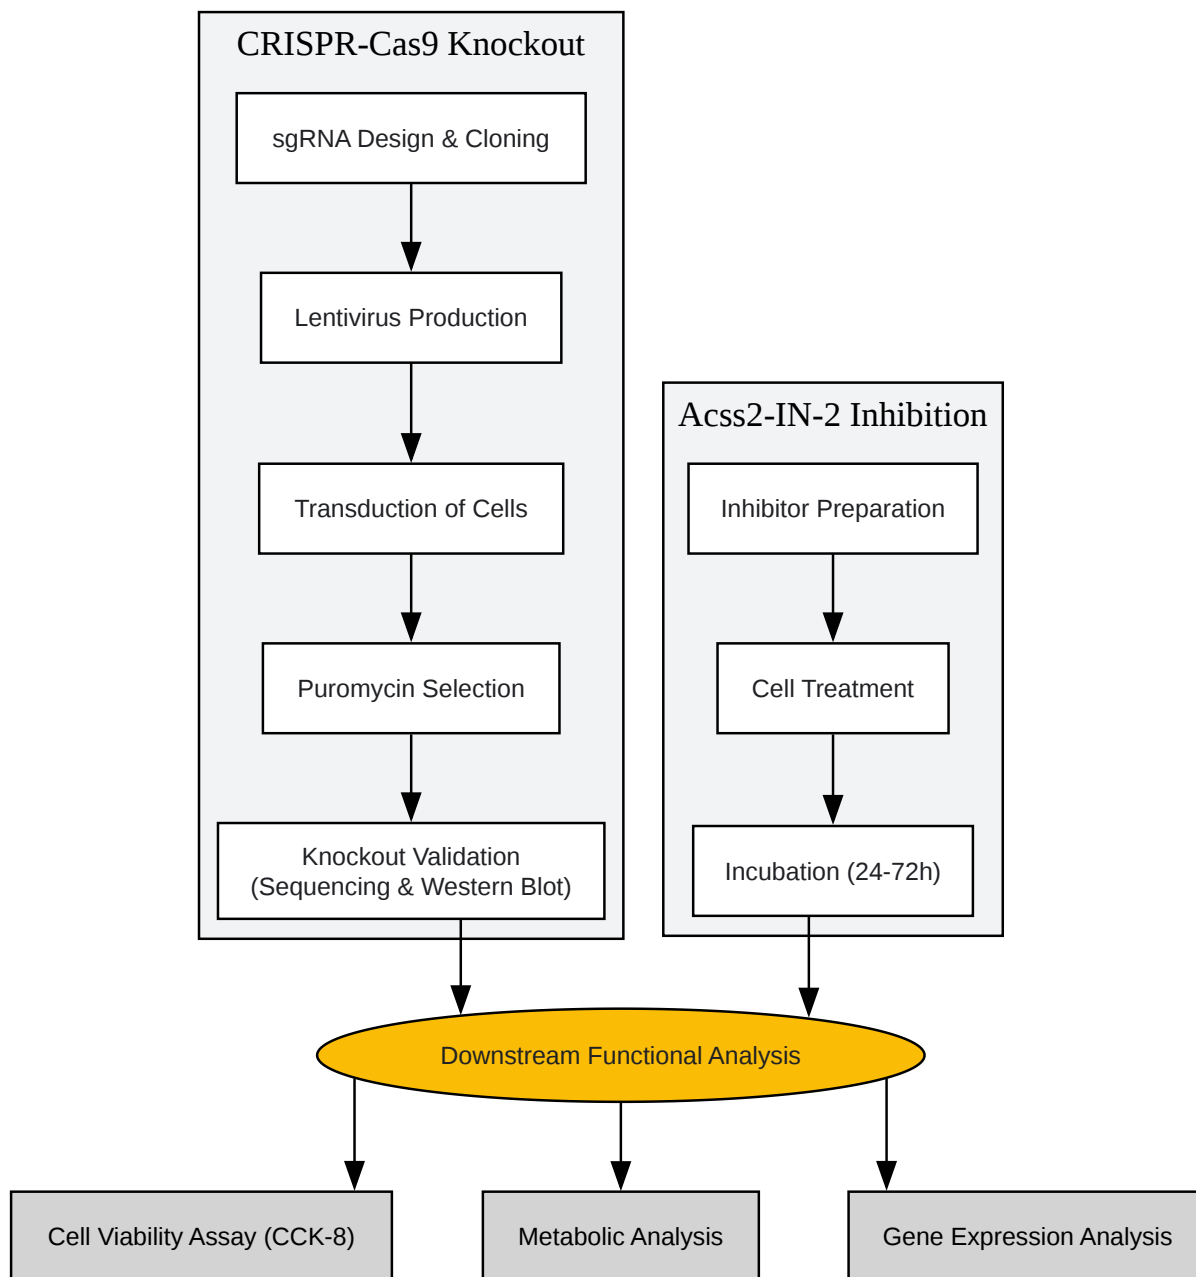 CRISPR-Cas9 Knockout
sgRNA Design & Cloning
Lentivirus Production
Transduction of Cells
Puromycin Selection
Knockout Validation
(Sequencing & Western Blot)
Acss2-IN-2 Inhibition
Inhibitor Preparation
Cell Treatment
Incubation (24-72h)
Downstream Functional Analysis
Cell Viability Assay (CCK-8)
Metabolic Analysis
Gene Expression Analysis